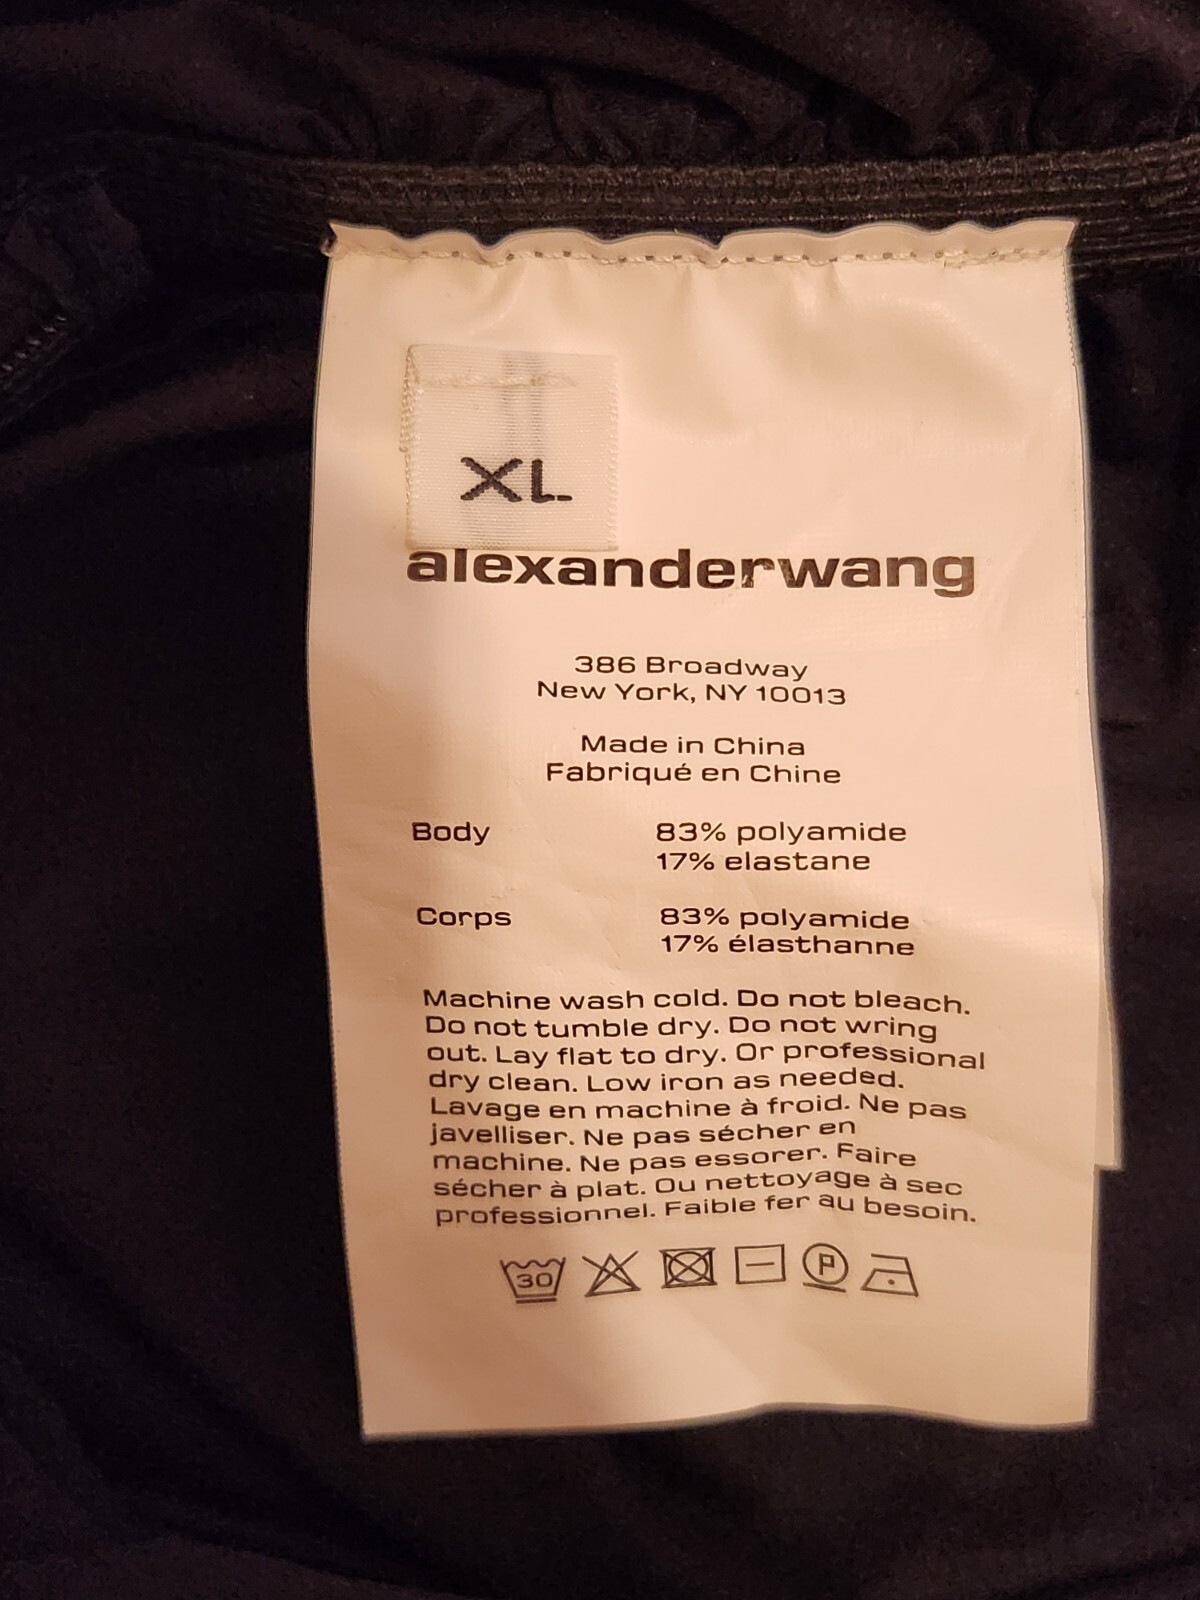 XL
alexanderwang
386 Broadway
New York, NY 10013
Made in China
Fabriqué en Chine
Body 83% polyamide
17% elastane
Corps 83% polyamide
17% élasthanne
Machine wash cold. Do not bleach.
Do not tumble dry. Do not wring
out. Lay flat to dry. Or professional
dry clean. Low iron as needed.
Lavage en machine à froid. Ne pas
javelliser. Ne pas sécher en
machine. Ne pas essorer. Faire
sécher à plat. Ou nettoyage à sec
professionnel. Faible fer au besoin.
30 P